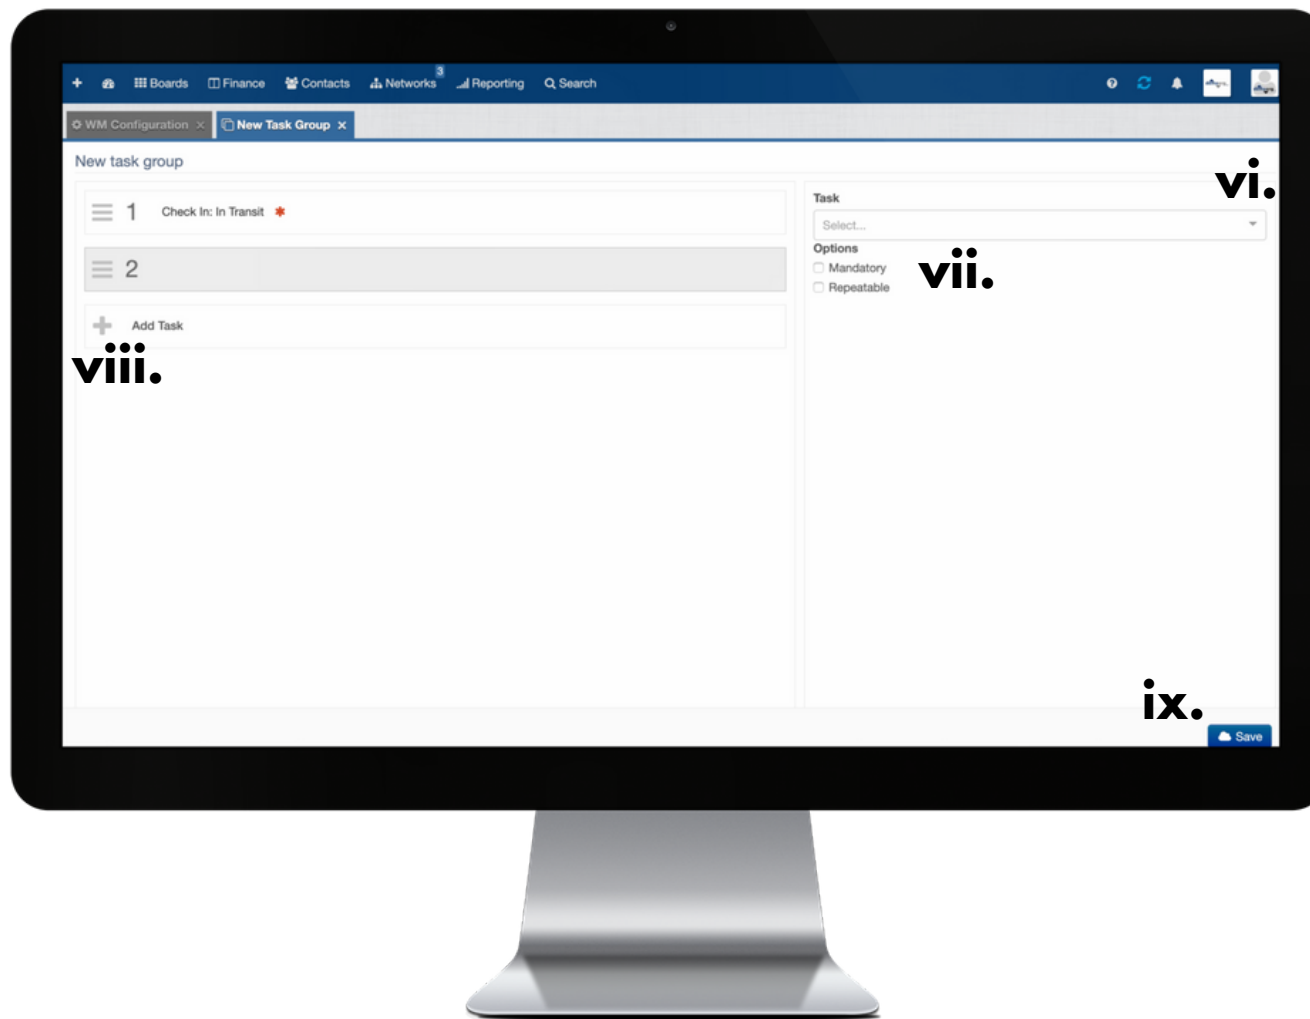 Boards Finance Contacts Networks 3 Reporting Search
WM Configuration × New Task Group ×
New task group
vi.
1 Check In: In Transit *
Task
Select...
2
Options
Mandatory
vii.
Repeatable
Add Task
viii.
ix.
Save